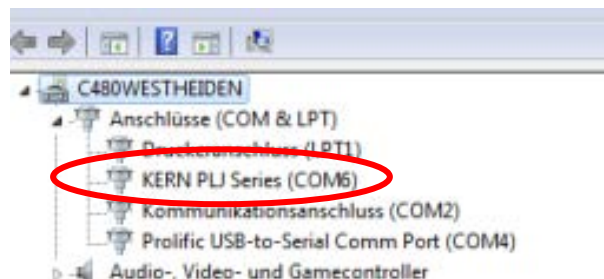 C480WESTHEIDEN
Anschlüsse (COM & LPT)
Druckeranschluss (LPT1)
KERN PLJ Series (COM6)
Kommunikationsanschluss (COM2)
Prolific USB-to-Serial Comm Port (COM4)
Audio-, Video- und Gamecontroller